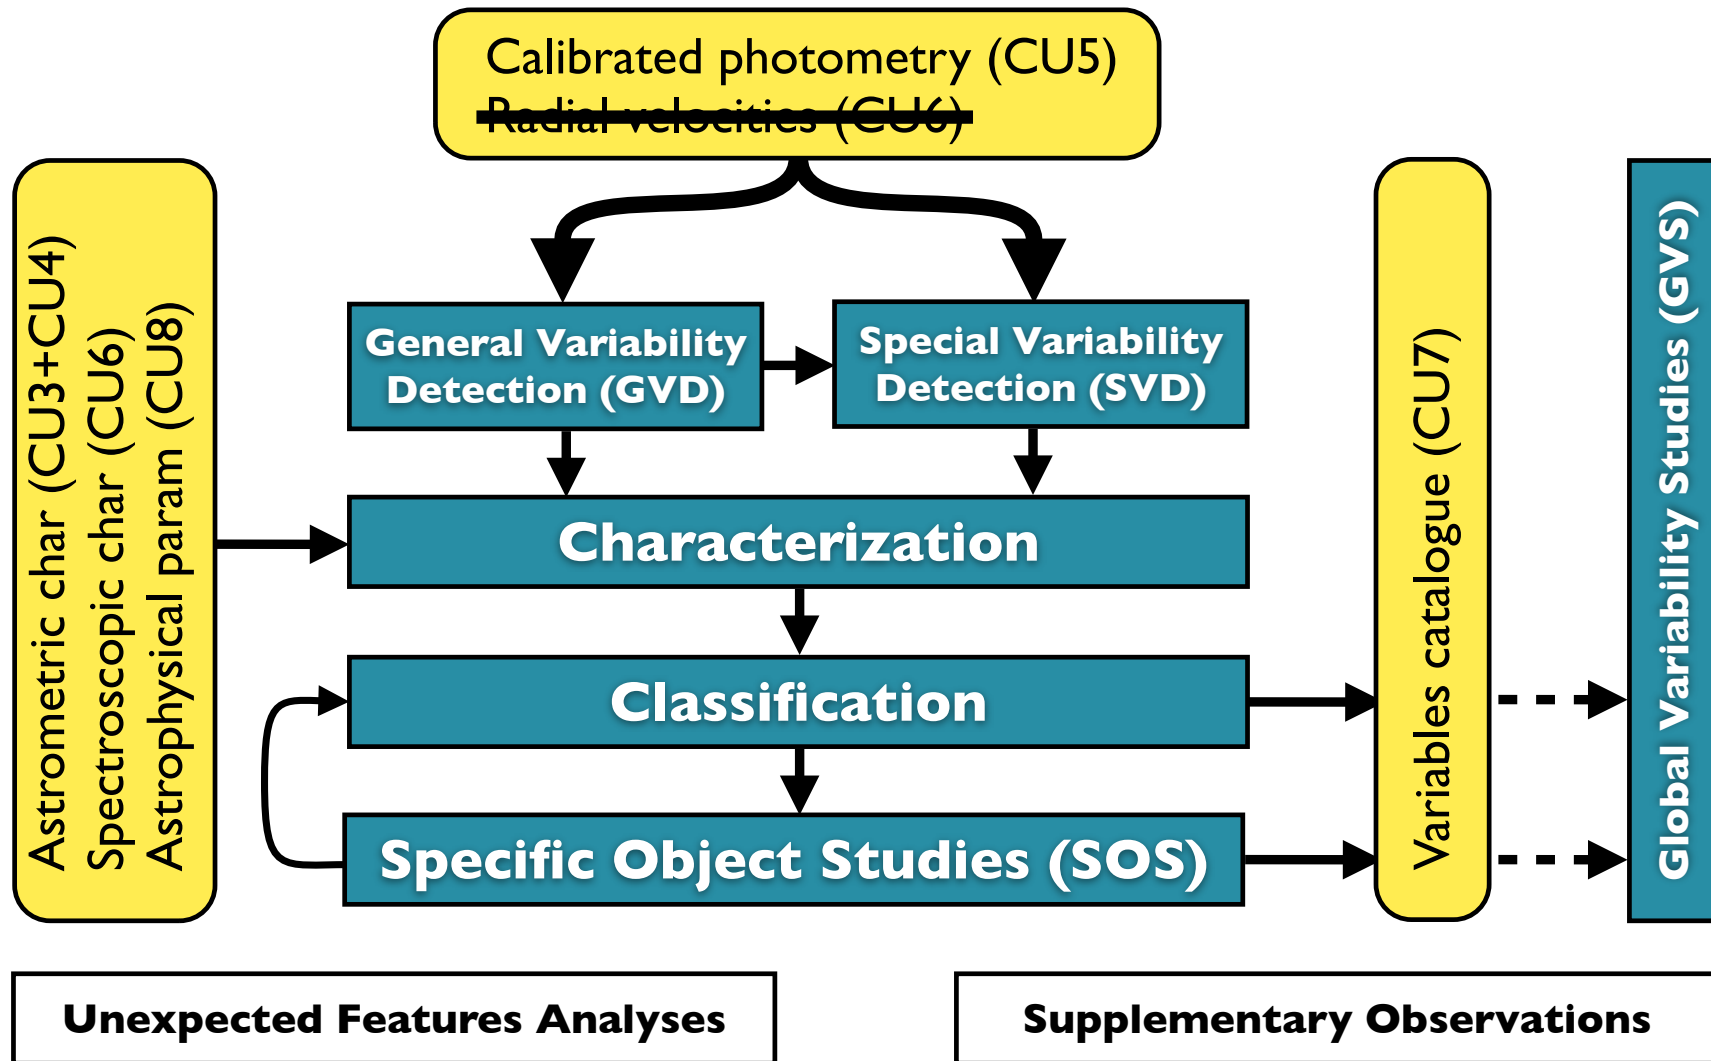 Calibrated photometry (CU5)
Radial velocities (CU6)
Astrometric char (CU3+CU4)
Spectroscopic char (CU6)
Astrophysical param (CU8)
General Variability
Detection (GVD)
Special Variability
Detection (SVD)
Characterization
Classification
Specific Object Studies (SOS)
Variables catalogue (CU7)
Global Variability Studies (GVS)
Unexpected Features Analyses
Supplementary Observations